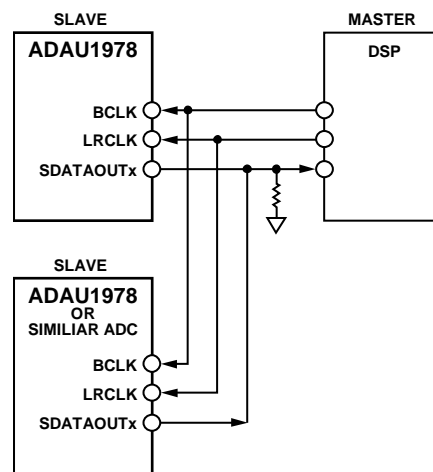 SLAVE
ADAU1978
BCLK
LRCLK
SDATAOUTx
MASTER
DSP
SLAVE
ADAU1978
OR
SIMILIAR ADC
BCLK
LRCLK
SDATAOUTx